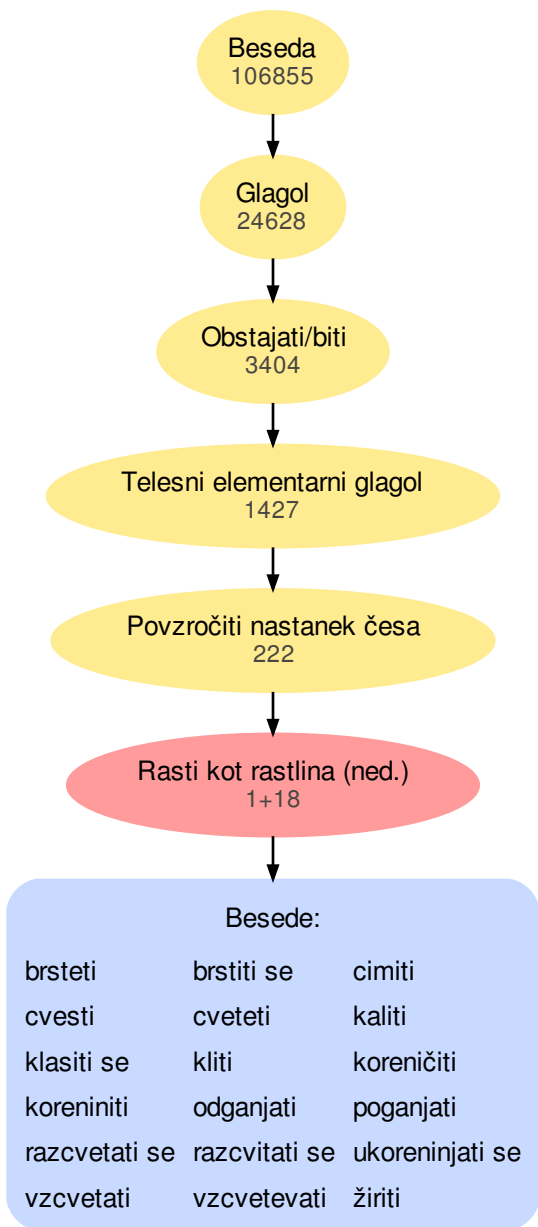 Beseda
106855
Glagol
24628
Obstajati/biti
3404
Telesni elementarni glagol
1427
Povzročiti nastanek česa
222
Rasti kot rastlina (ned.)
1+18
Besede:
brsteti brstiti se cimiti
cvesti cveteti kaliti
klasiti se kliti koreničiti
koreniniti odganjati poganjati
razcvetati se razcvitati se ukoreninjati se
vzcvetati vzcvetevati žiriti